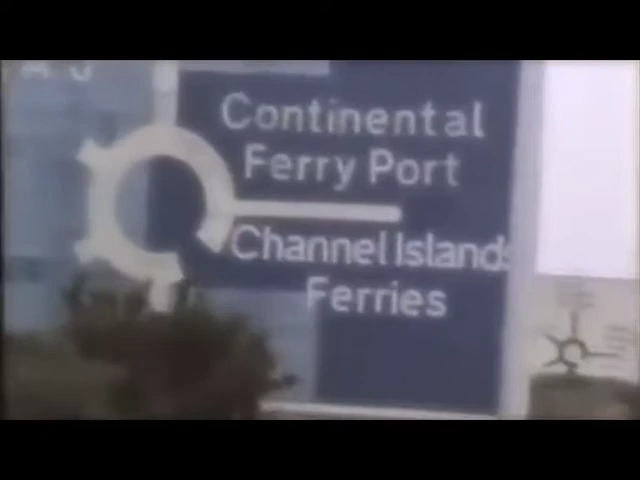 Continental
Ferry Port
Channel Islands
Ferries